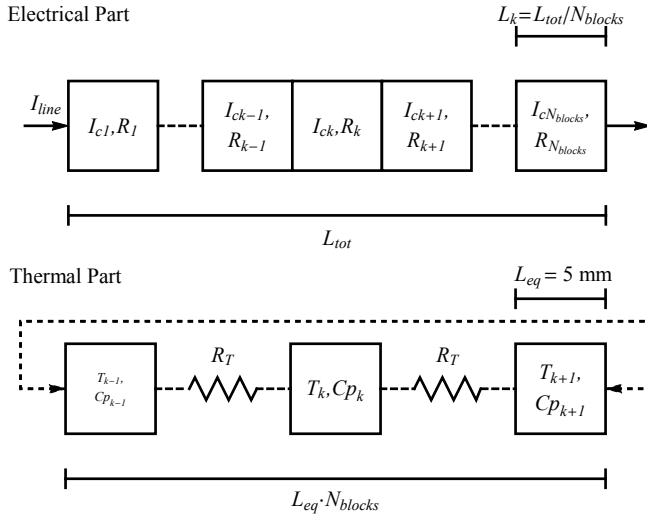 Electrical Part
L_k=L_tot/N_blocks
I_line
I_c1,R_1
I_ck−1,
R_k−1
I_ck,R_k
I_ck+1,
R_k+1
I_cN_blocks,
R_N_blocks
L_tot
Thermal Part
L_eq = 5 mm
T_k−1,
Cp_k−1
R_T
T_k,Cp_k
R_T
T_k+1,
Cp_k+1
L_eq·N_blocks